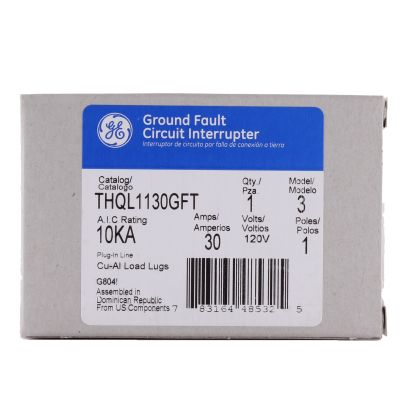 GE
Ground Fault
Circuit Interrupter
Interruptor de circuito por falla de conexión a tierra
Catalog/ Catalogo
THQL1130GFT
Qty./ Pza.
1
Model/ Modelo
3
A.I.C Rating
10KA
Amps/ Amperios
30
Volts/ Voltios
120V
Poles/ Polos
1
Plug-In Line
Cu-Al Load Lugs
G804!
Assembled in
Dominican Republic
From US Components
7 83164 48532 5